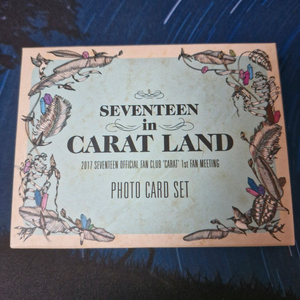 SEVENTEEN
in
CARAT LAND
2017 SEVENTEEN OFFICIAL FAN CLUB 'CARAT' 1st FAN MEETING
PHOTO CARD SET